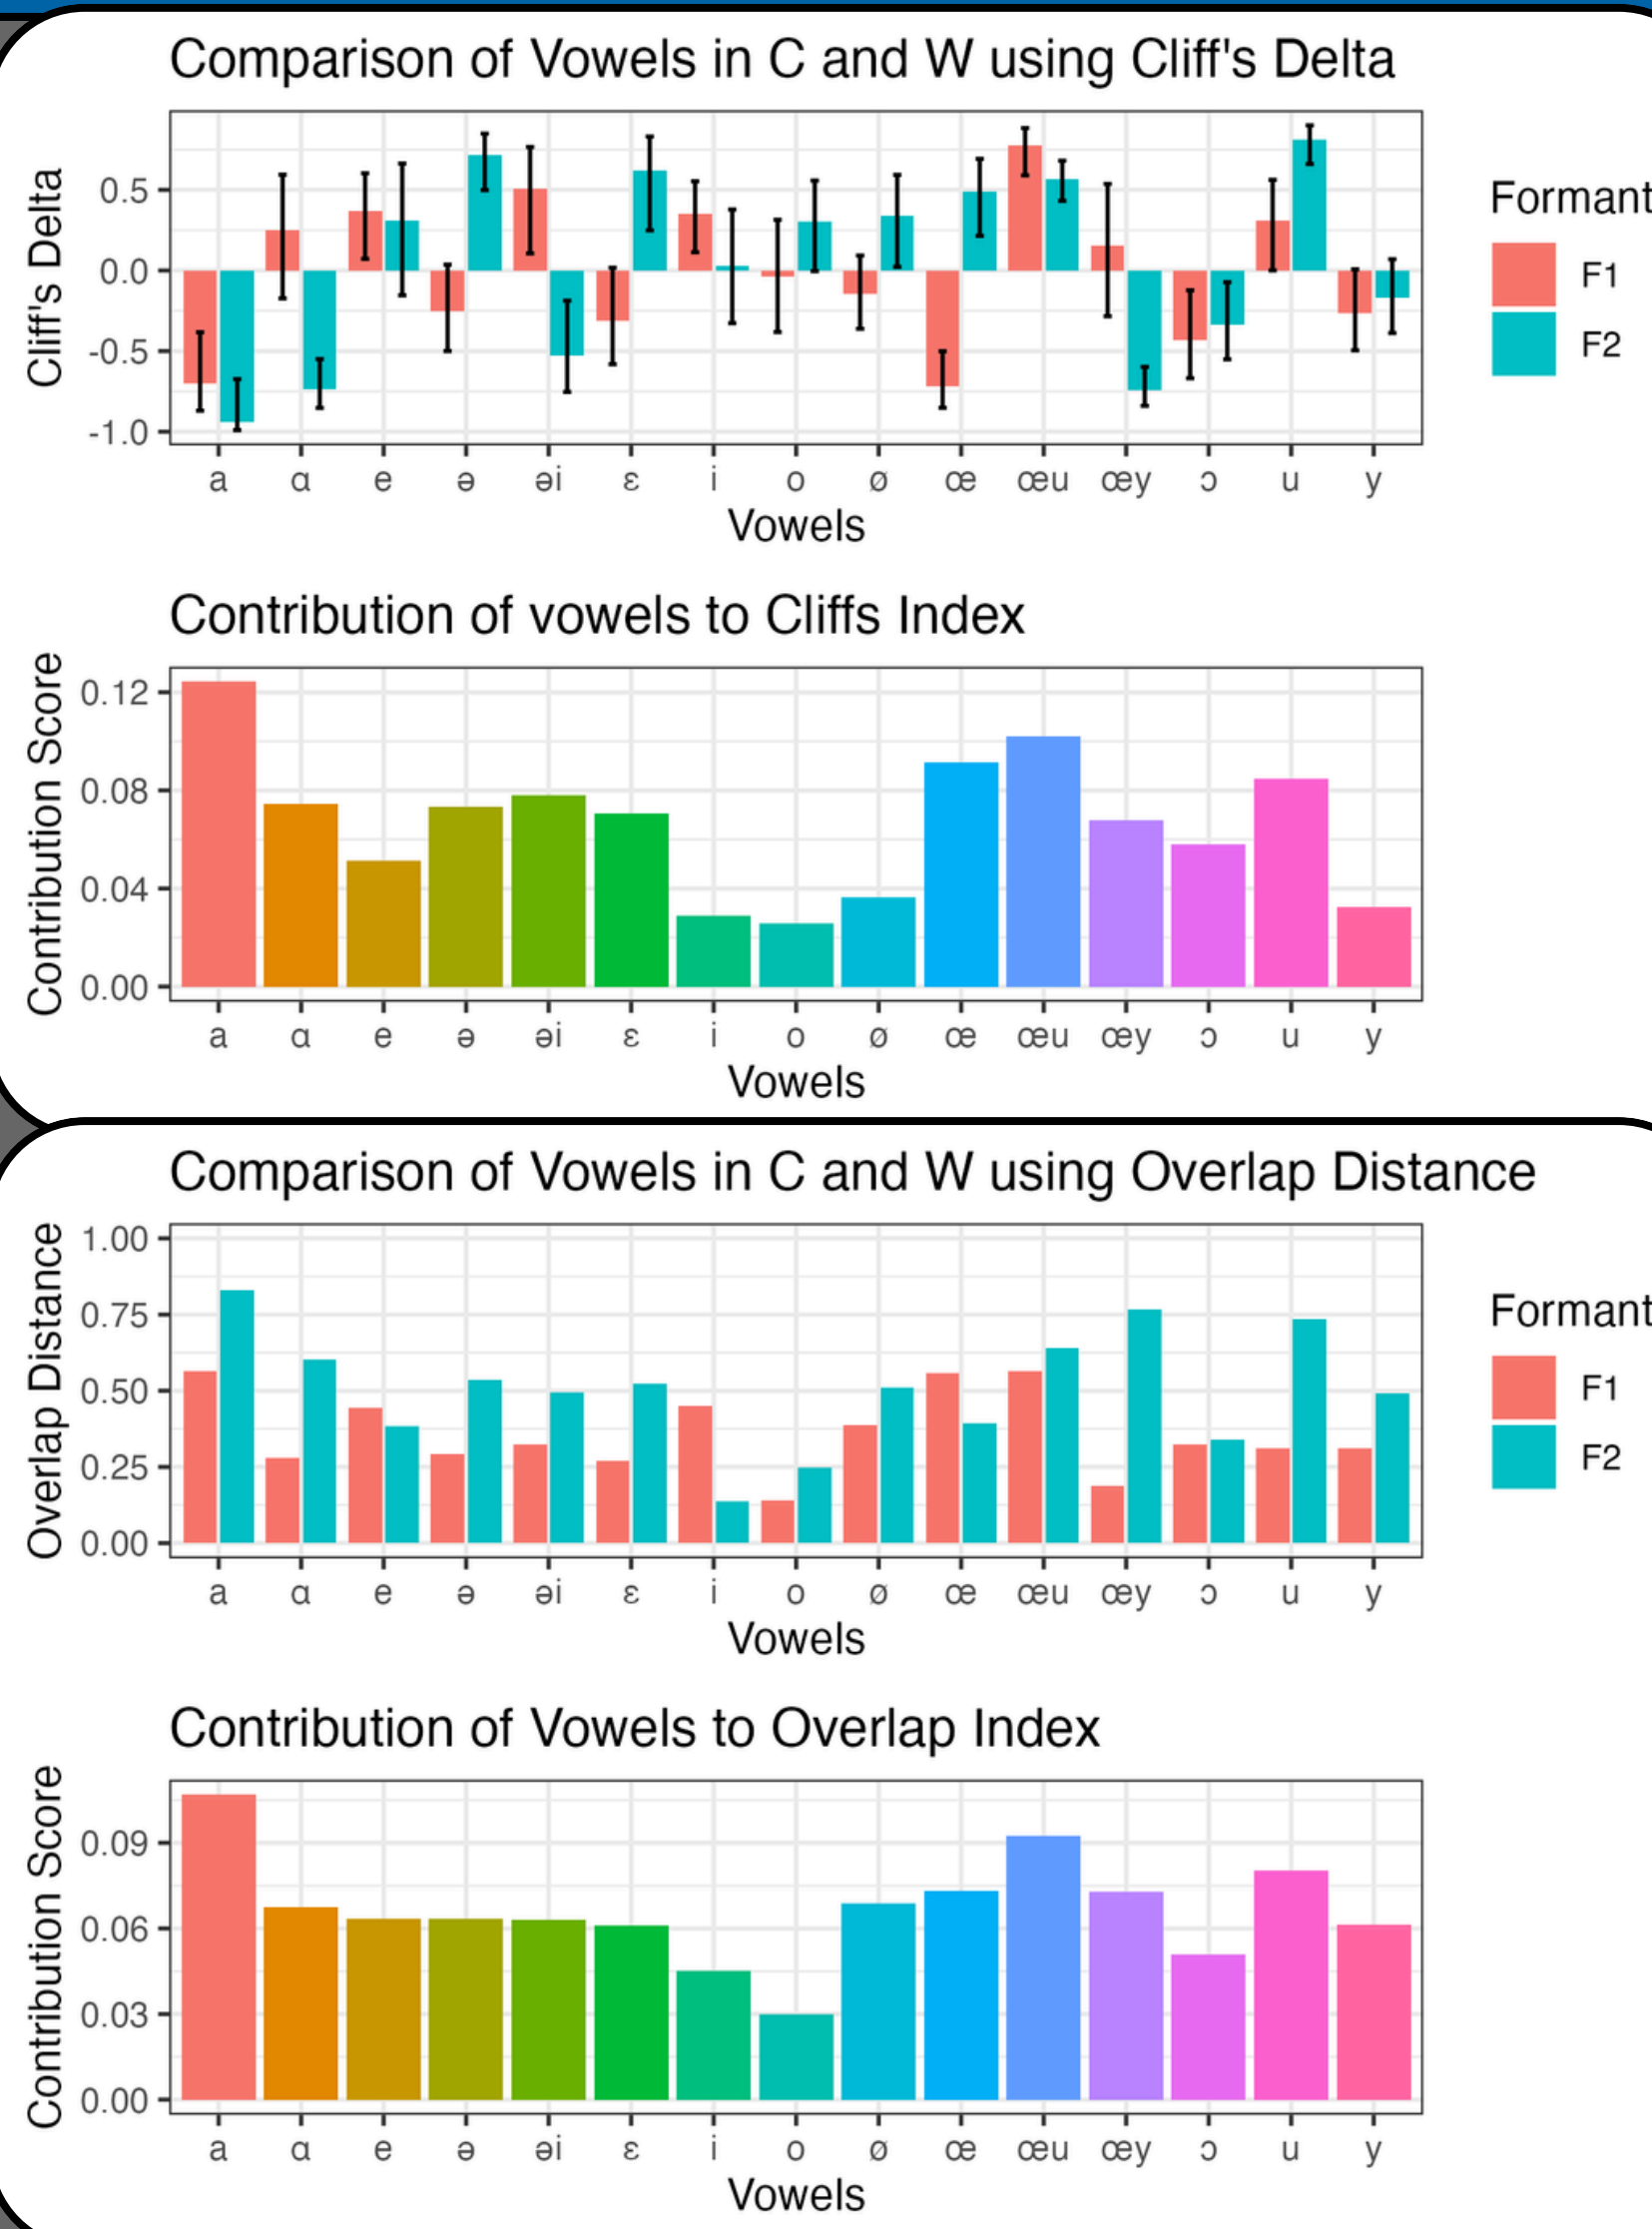 Comparison of Vowels in C and W using Cliff's Delta
Cliff's Delta
0.5
0.0
-0.5
-1.0
a ɑ e ə əi ɛ i o ø œ œu œy ɔ u y
Vowels
Formant
F1
F2
Contribution of vowels to Cliffs Index
Contribution Score
0.12
0.08
0.04
0.00
a ɑ e ə əi ɛ i o ø œ œu œy ɔ u y
Vowels
Comparison of Vowels in C and W using Overlap Distance
Overlap Distance
1.00
0.75
0.50
0.25
0.00
a ɑ e ə əi ɛ i o ø œ œu œy ɔ u y
Vowels
Formant
F1
F2
Contribution of Vowels to Overlap Index
Contribution Score
0.09
0.06
0.03
0.00
a ɑ e ə əi ɛ i o ø œ œu œy ɔ u y
Vowels